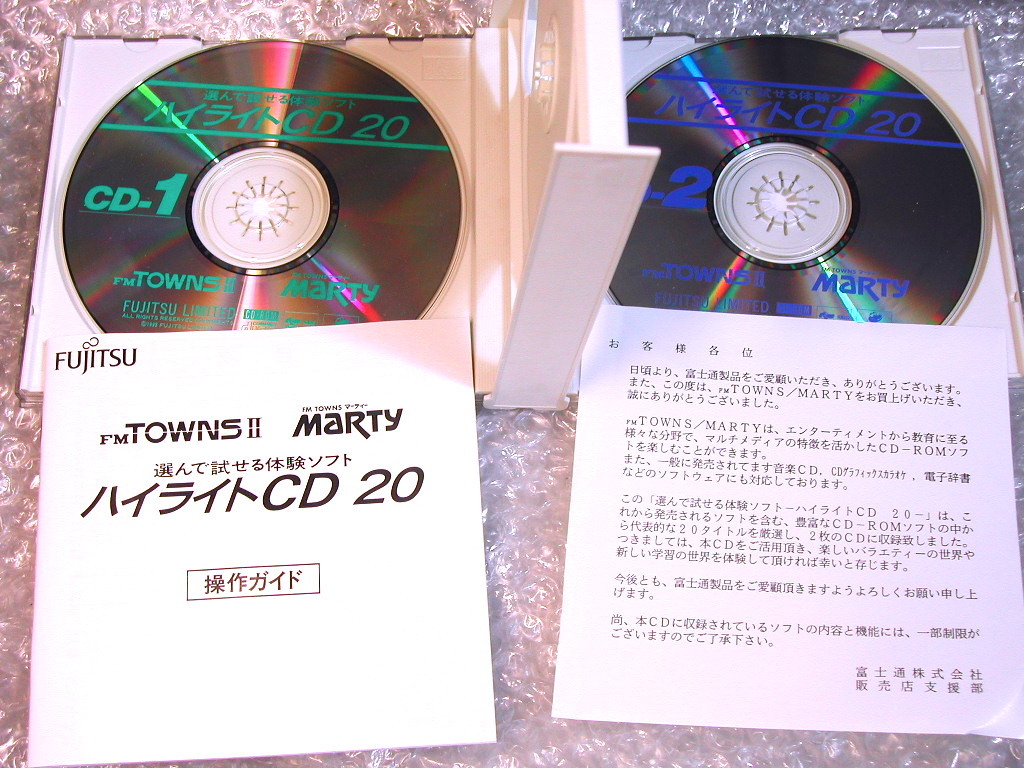 選んで試せる体験ソフト
ハイライトCD 20
CD-1
FM TOWNS II
FM TOWNS マーティー
MARTY
FUJITSU LIMITED
CD-ROM
ALL RIGHTS RESERVED
選んで試せる体験ソフト
ハイライトCD 20
-2
FM TOWNS II
FM TOWNS マーティー
MARTY
FUJITSU LIMITED
FUJITSU
FM TOWNS II
FM TOWNS マーティー
MARTY
選んで試せる体験ソフト
ハイライトCD 20
操作ガイド
お客様各位
日頃より、富士通製品をご愛顧いただき、ありがとうございます。
また、この度は、FMTOWNS／MARTYをお買上げいただき、
誠にありがとうございました。
FMTOWNS／MARTYは、エンターティメントから教育に至る
様々な分野で、マルチメディアの特徴を活かしたCD−ROMソフ
トを楽しむことができます。
また、一般に発売されてます音楽CD，CDグラフィックスカラオケ，電子辞書
などのソフトウェアにも対応しております。
この「選んで試せる体験ソフト−ハイライトCD 20−」は、こ
れから発売されるソフトを含む、豊富なCD−ROMソフトの中か
ら代表的な20タイトルを厳選し、2枚のCDに収録致しました。
つきましては、本CDをご活用頂き、楽しいバラエティーの世界や
新しい学習の世界を体験して頂ければ幸いと存じます。
今後とも、富士通製品をご愛顧頂きますようよろしくお願い申し上
げます。
尚、本CDに収録されているソフトの内容と機能には、一部制限が
ございますのでご了承下さい。
富士通株式会社
販売店支援部